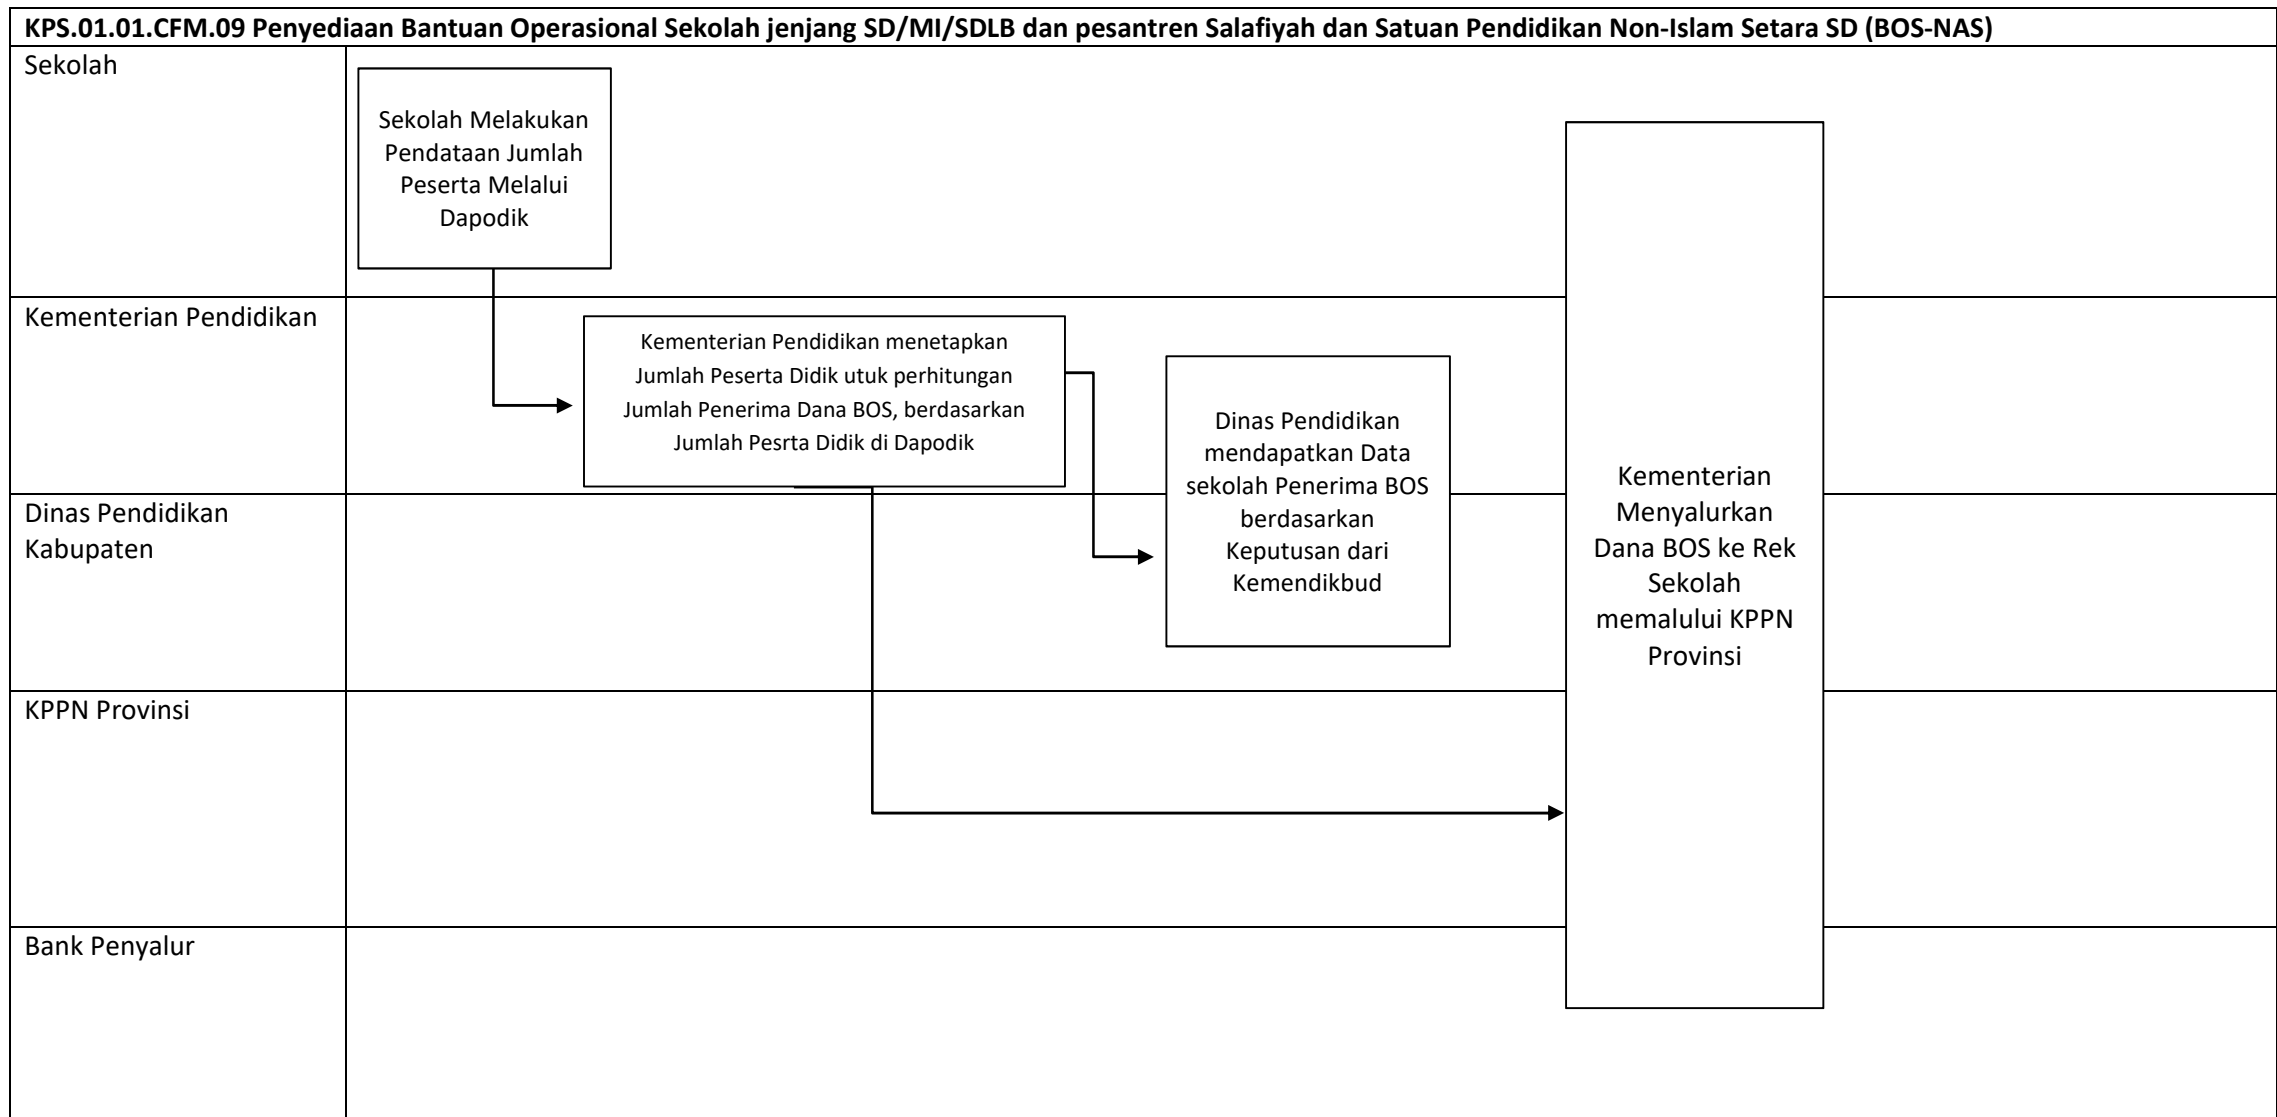 KPS.01.01.CFM.09 Penyediaan Bantuan Operasional Sekolah jenjang SD/MI/SDLB dan pesantren Salafiyah dan Satuan Pendidikan Non-Islam Setara SD (BOS-NAS)
Sekolah
Sekolah Melakukan
Pendataan Jumlah
Peserta Melalui
Dapodik
Kementerian Pendidikan
Kementerian Pendidikan menetapkan
Jumlah Peserta Didik utuk perhitungan
Jumlah Penerima Dana BOS, berdasarkan
Jumlah Pesrta Didik di Dapodik
Dinas Pendidikan
mendapatkan Data
sekolah Penerima BOS
berdasarkan
Keputusan dari
Kemendikbud
Kementerian
Menyalurkan
Dana BOS ke Rek
Sekolah
memalului KPPN
Provinsi
Dinas Pendidikan
Kabupaten
KPPN Provinsi
Bank Penyalur